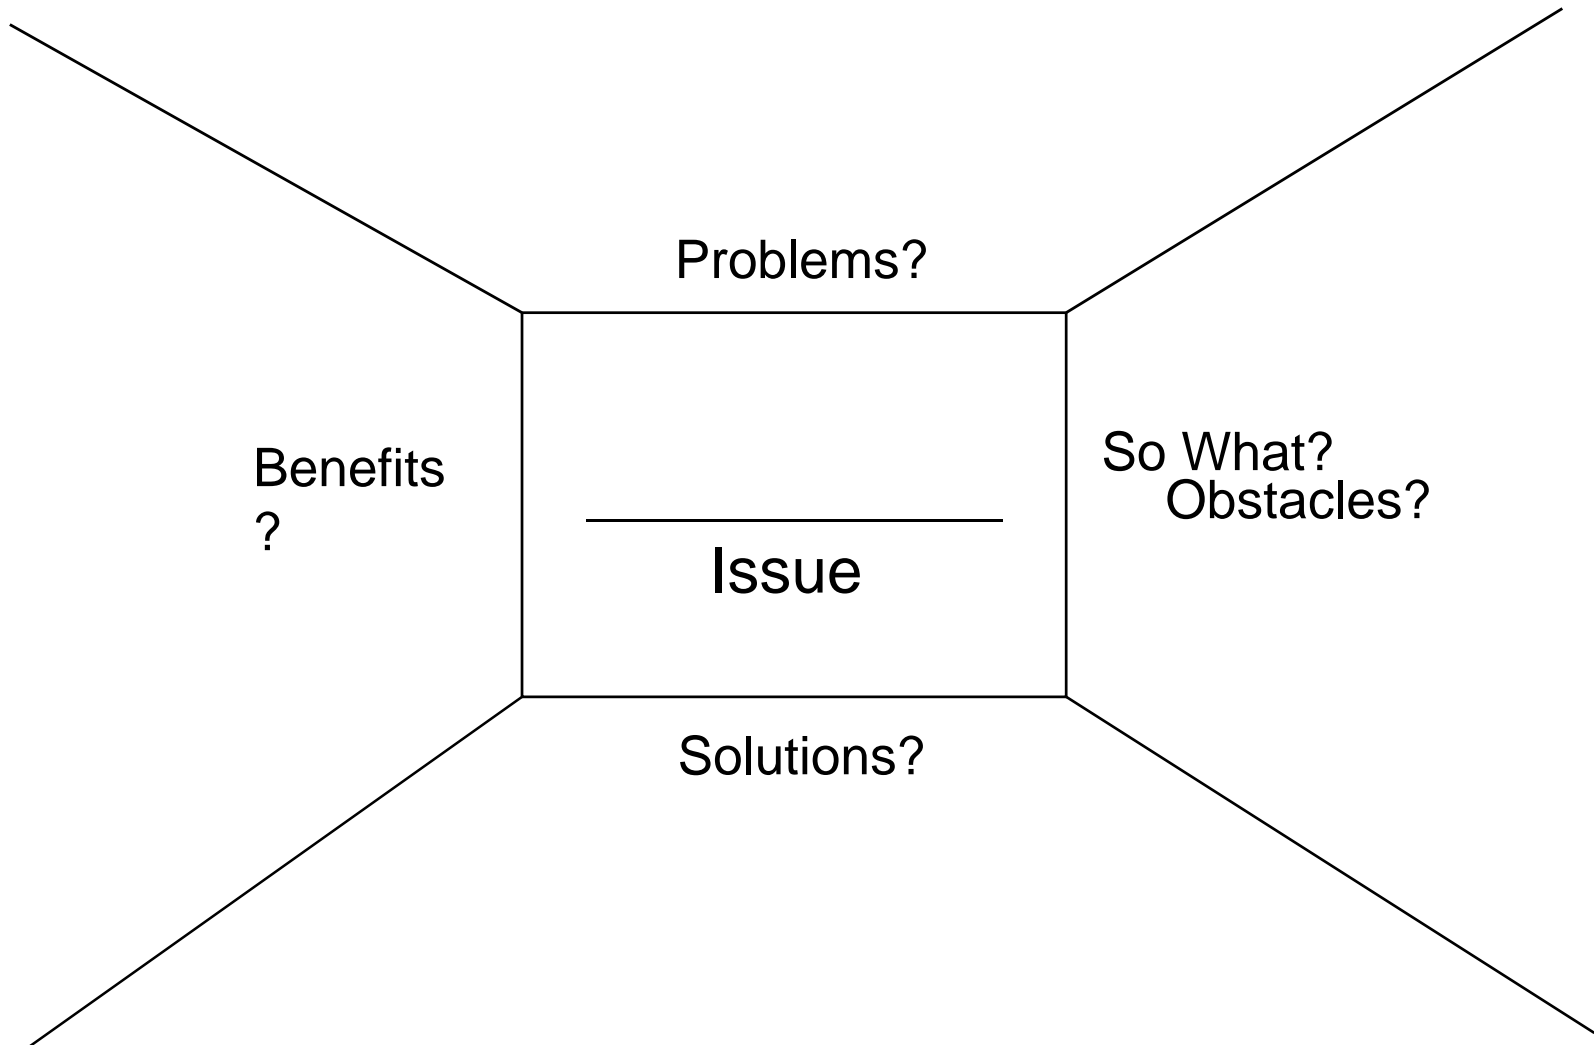 Problems?
Benefits
?
So What?
Obstacles?
Issue
Solutions?